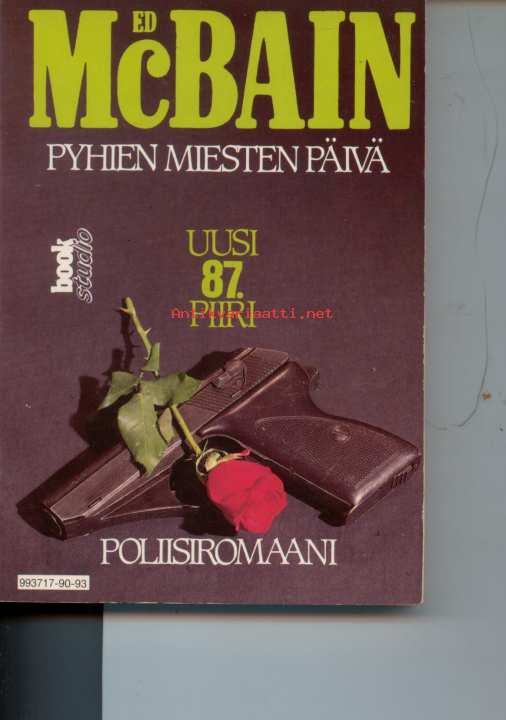 ED
McBAIN
PYHIEN MIESTEN PÄIVÄ
book
studio
UUSI
87.
PIIRI
Antikvariaatti.net
POLIISIROMAANI
993717-90-93